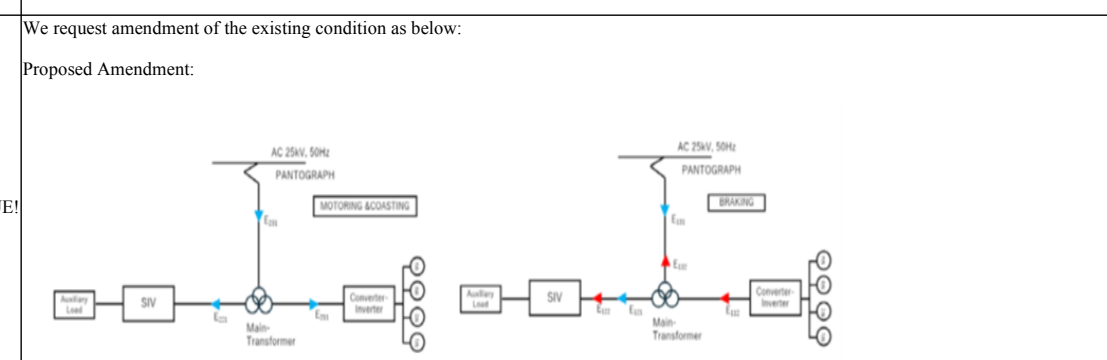 We request amendment of the existing condition as below:
Proposed Amendment:
JE!
AC 25kV, 50Hz
PANTOGRAPH
MOTORING &COASTING
Auxiliary
Load
SIV
Main-
Transformer
Converter-
Inverter
AC 25kV, 50Hz
PANTOGRAPH
BRAKING
Auxiliary
Load
SIV
Main-
Transformer
Converter-
Inverter